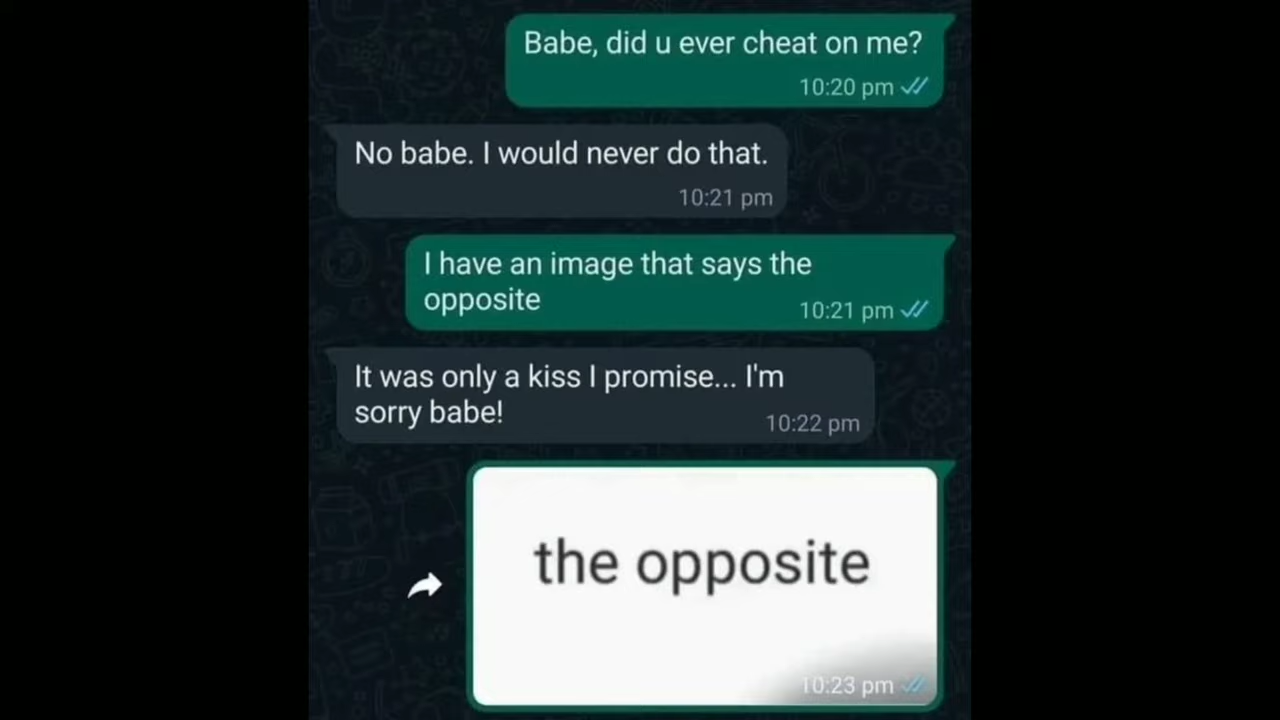 Babe, did u ever cheat on me?
10:20 pm
No babe. I would never do that.
10:21 pm
I have an image that says the
opposite
10:21 pm
It was only a kiss I promise... I'm
sorry babe!
10:22 pm
the opposite
10:23 pm